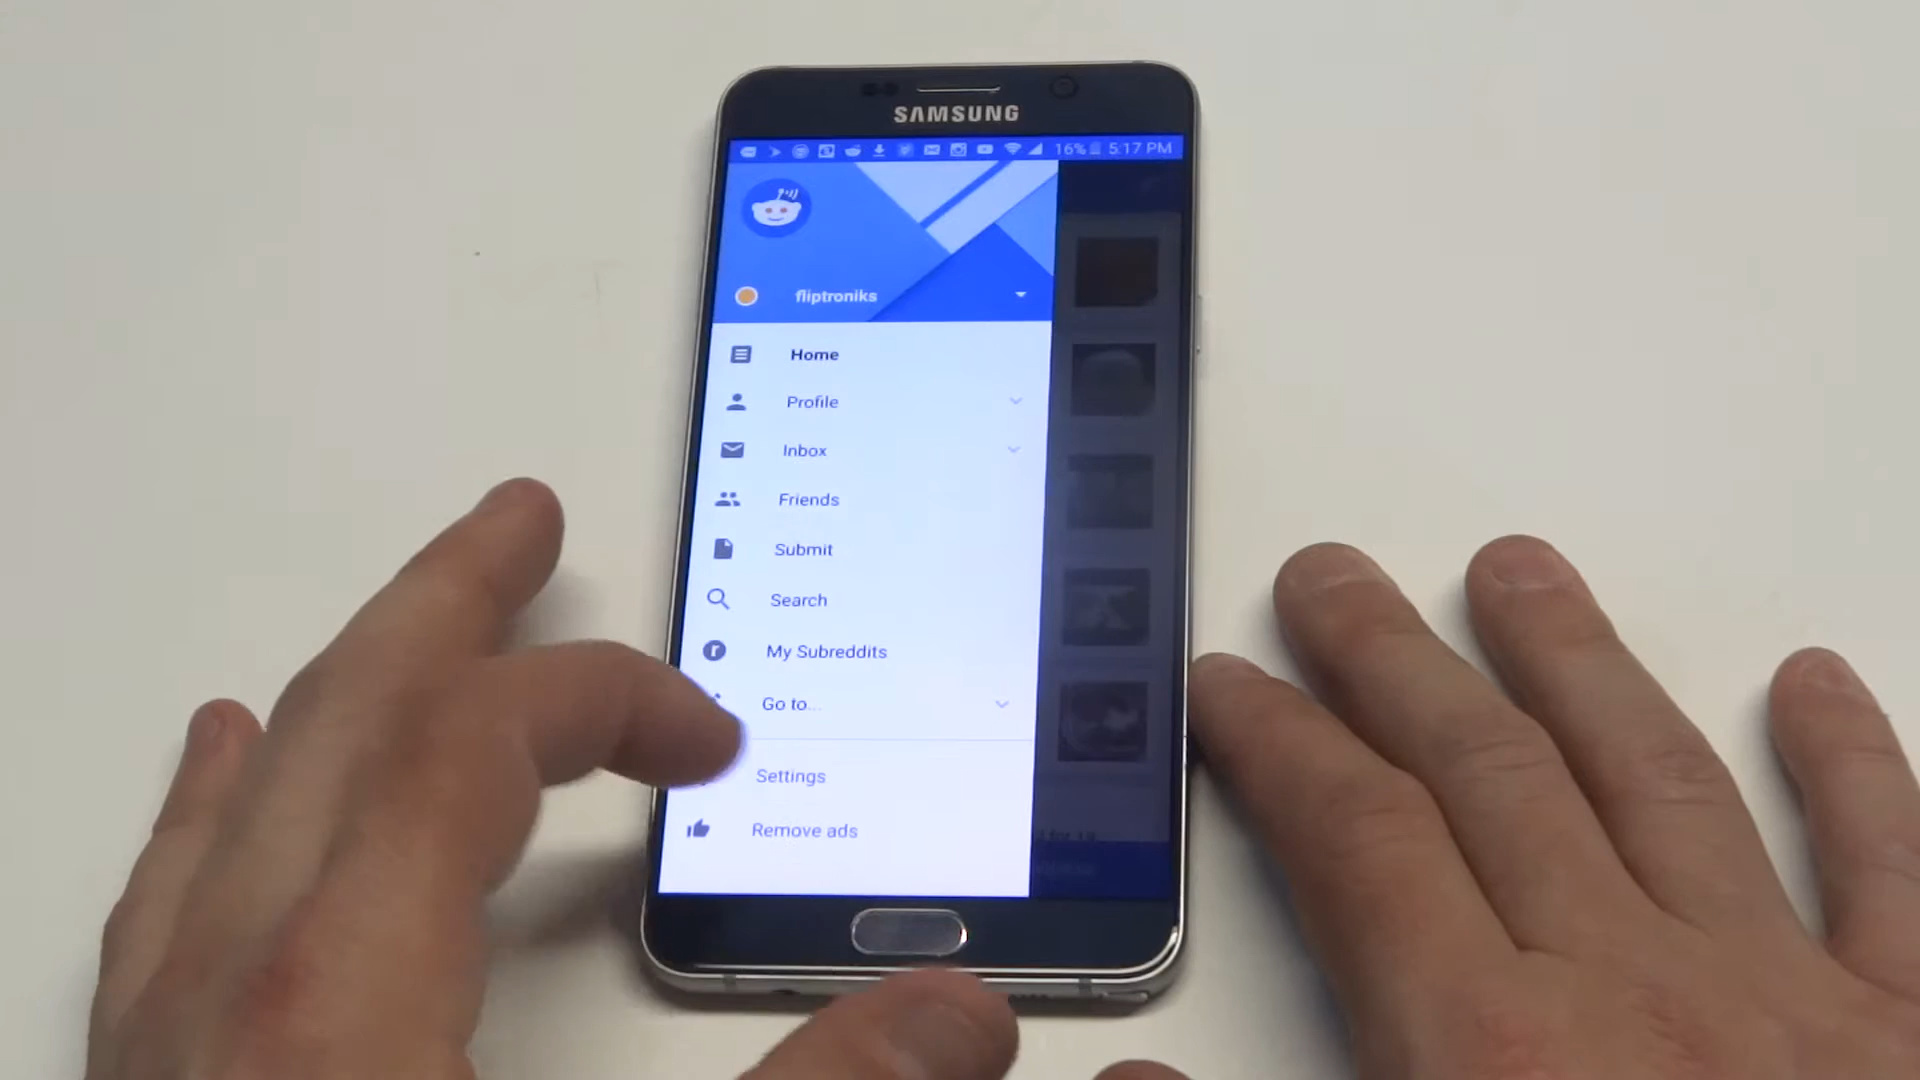 SAMSUNG
16% 5:17 PM
fliptroniks
Home
Profile
Inbox
Friends
Submit
Search
My Subreddits
Go to...
Settings
Remove ads